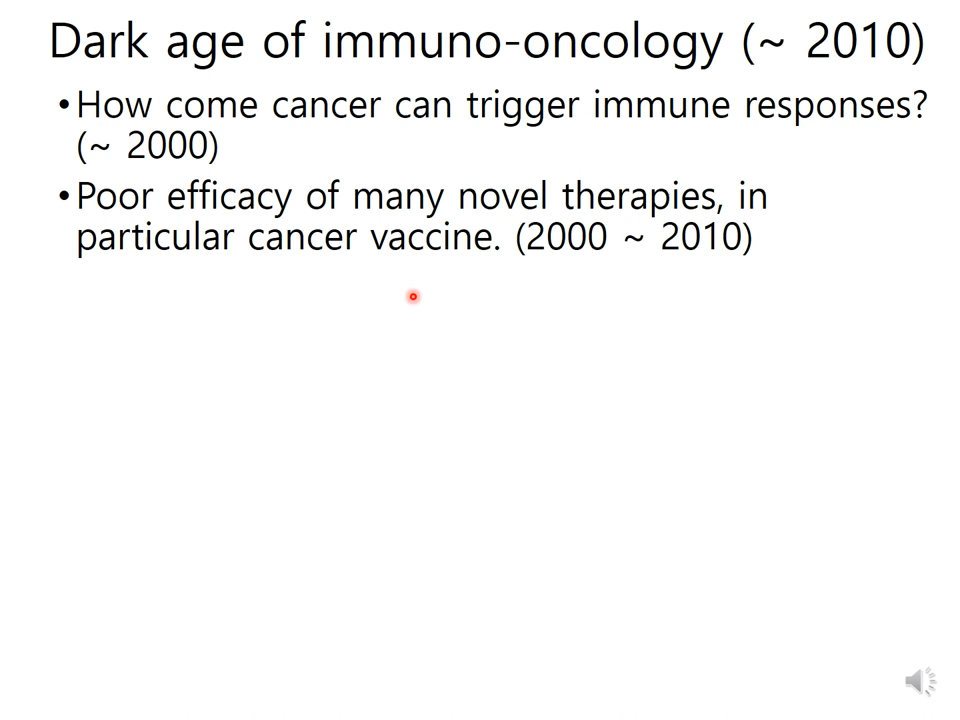 Dark age of immuno-oncology (~ 2010)
•How come cancer can trigger immune responses?
(~ 2000)
•Poor efficacy of many novel therapies, in
particular cancer vaccine. (2000 ~ 2010)